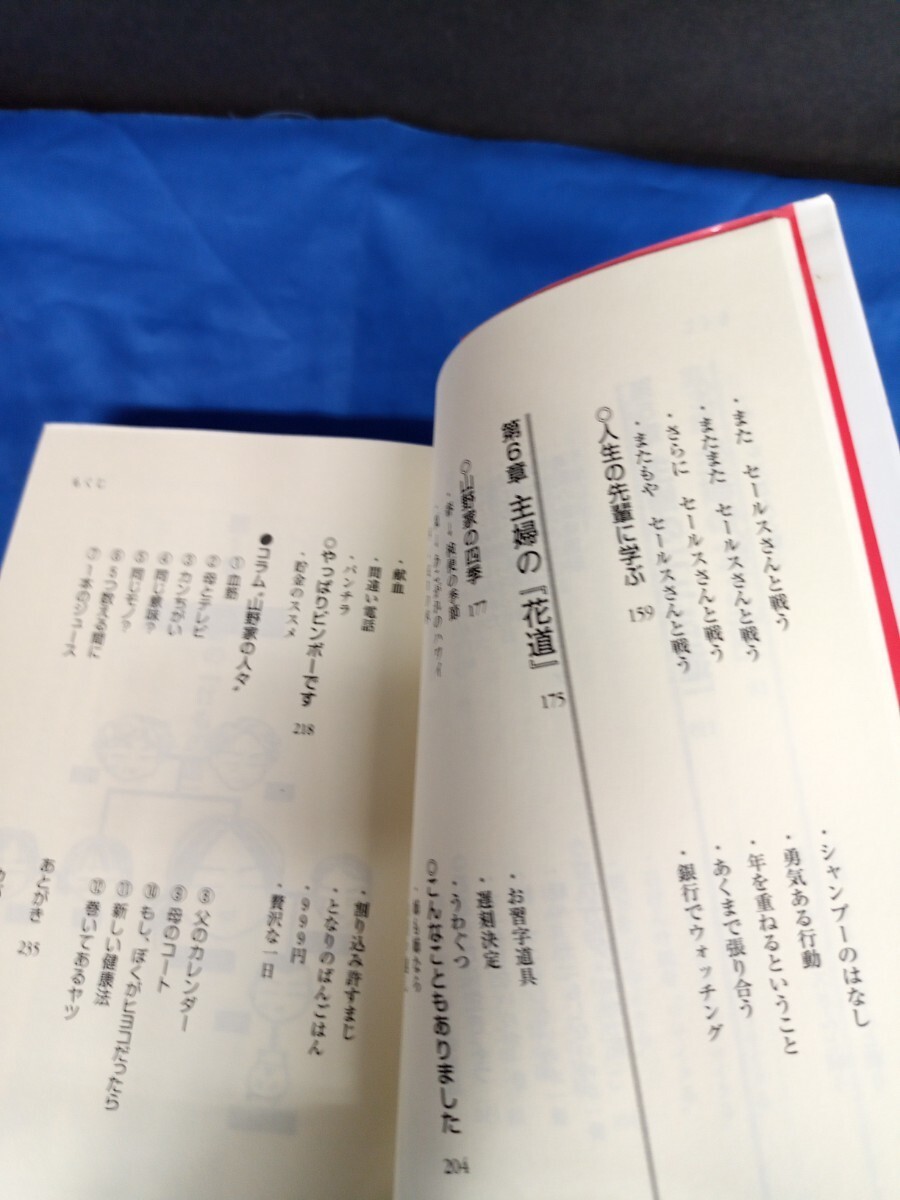 ・また　セールスさんと戦う
・またまた　セールスさんと戦う
・さらに　セールスさんと戦う
・またもや　セールスさんと戦う
◎人生の先輩に学ぶ 159
・シャンプーのはなし
・勇気ある行動
・年を重ねるということ
・あくまで張り合う
・銀行でウォッチング
第6章 主婦の『花道』 175
◎山野家の四季 177
・お習字道具
・遅刻決定
・うわぐつ
◎こんなこともありました 204
もくじ
・献血
・間違い電話
・パンチラ
・貯金のススメ
・割り込み許すまじ
・となりのばんごはん
・999円
・贅沢な一日
◎やっぱりビンボーです 218
●コラム“山野家の人々”
①血筋
②母とテレビ
③カンちがい
④同じ意味?
⑤同じモン?
⑥5つ数える間に
⑦一本のジュース
⑧父のカレンダー
⑨母のコート
⑩もし、ぼくがヒヨコだったら
⑪新しい健康法
⑫巻いてあるヤツ
あとがき 235